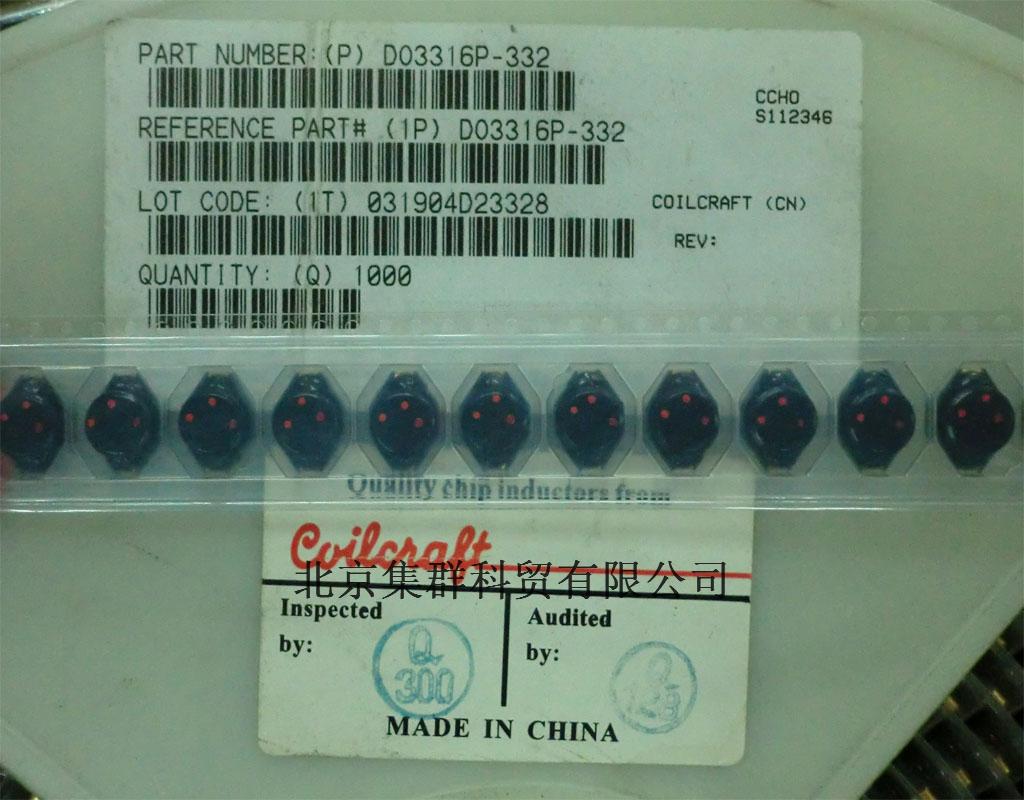 PART NUMBER:(P) DO3316P-332
CCHO
S112346
REFERENCE PART# (1P) DO3316P-332
LOT CODE: (1T) 031904D23328
COILCRAFT (CN)
REV:
QUANTITY: (Q) 1000
Quality chip inductors from
Coilcraft
北京集群科贸有限公司
Inspected
by:
Audited
by:
Q
300
Q
MADE IN CHINA